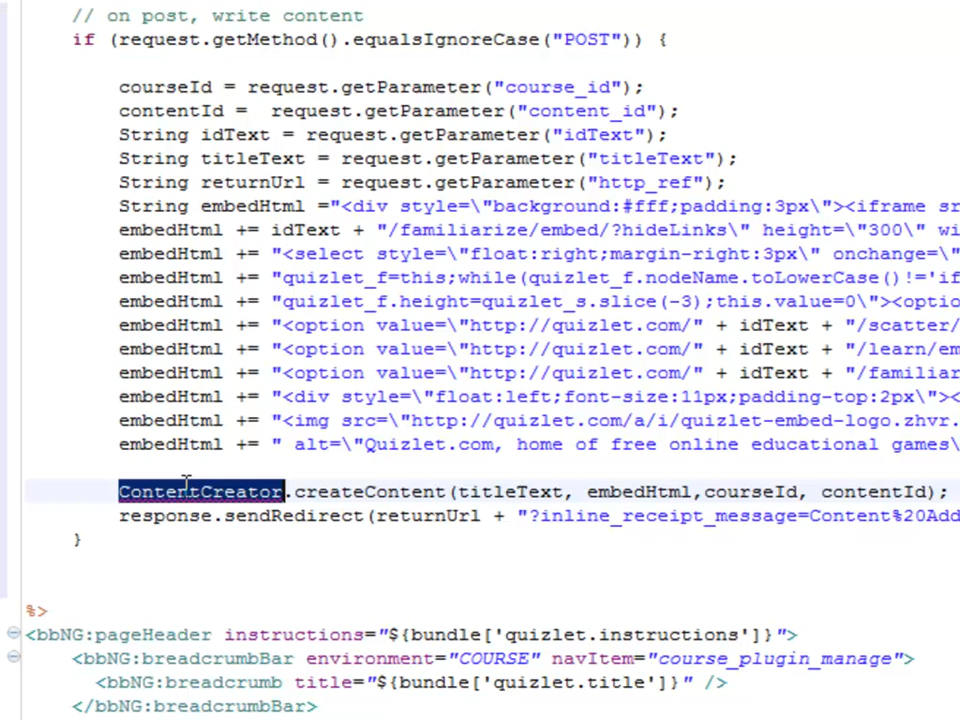 // on post, write content
if (request.getMethod().equalsIgnoreCase("POST")) {
courseId = request.getParameter("course_id");
contentId =  request.getParameter("content_id");
String idText = request.getParameter("idText");
String titleText = request.getParameter("titleText");
String returnUrl = request.getParameter("http_ref");
String embedHtml ="<div style=\"background:#fff;padding:3px\"><iframe sr
embedHtml += idText + "/familiarize/embed/?hideLinks\" height=\"300\" wi
embedHtml += "<select style=\"float:right;margin-right:3px\" onchange=\"
embedHtml += "quizlet_f=this;while(quizlet_f.nodeName.toLowerCase()!='if
embedHtml += "quizlet_f.height=quizlet_s.slice(-3);this.value=0\"><optio
embedHtml += "<option value=\"http://quizlet.com/" + idText + "/scatter/
embedHtml += "<option value=\"http://quizlet.com/" + idText + "/learn/em
embedHtml += "<option value=\"http://quizlet.com/" + idText + "/familiar
embedHtml += "<div style=\"float:left;font-size:11px;padding-top:2px\"><
embedHtml += "<img src=\"http://quizlet.com/a/i/quizlet-embed-logo.zhvr.
embedHtml += " alt=\"Quizlet.com, home of free online educational games\
ContentCreator.createContent(titleText, embedHtml,courseId, contentId);
response.sendRedirect(returnUrl + "?inline_receipt_message=Content%20Add
}
%>
<bbNG:pageHeader instructions="${bundle['quizlet.instructions']}">
<bbNG:breadcrumbBar environment="COURSE" navItem="course_plugin_manage">
<bbNG:breadcrumb title="${bundle['quizlet.title']}" />
</bbNG:breadcrumbBar>